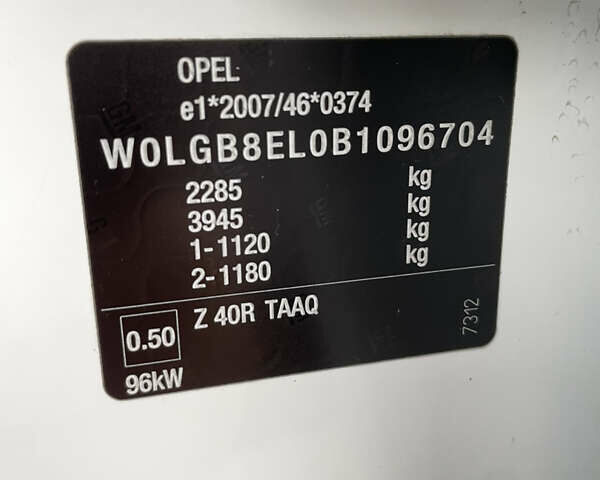 OPEL
e1*2007/46*0374
W0LGB8EL0B1096704
2285 kg
3945 kg
1-1120 kg
2-1180 kg
0.50 Z 40R TAAQ
96kW
7312